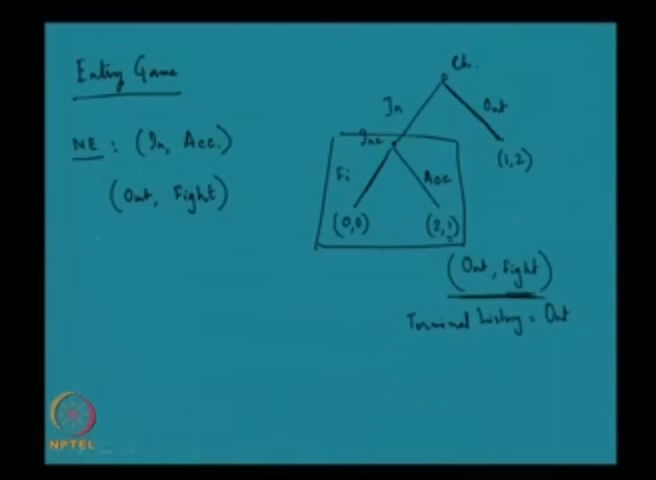 Entry Game
Ch.
In
Out
NE : (In, Acc.)
Inc
(1,2)
Fi
Acc
(Out, Fight)
(0,0)
(2,1)
(Out, Fight)
Terminal history = Out
NPTEL